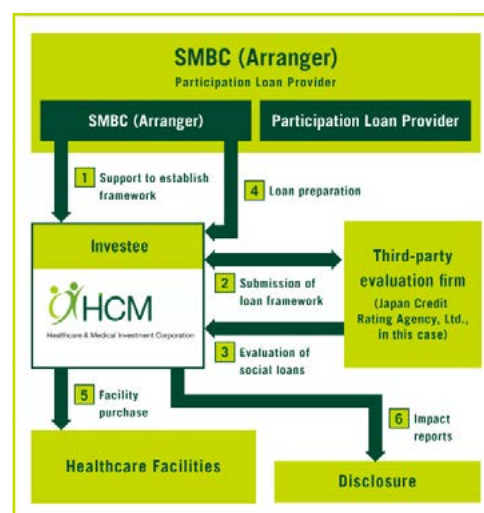 SMBC (Arranger)
Participation Loan Provider
SMBC (Arranger)
Participation Loan Provider
1 Support to establish
framework
4 Loan preparation
Investee
HCM
Healthcare & Medical Investment Corporation
2 Submission of
loan framework
Third-party
evaluation firm
(Japan Credit
Rating Agency, Ltd.,
in this case)
3 Evaluation of
social loans
5 Facility
purchase
6 Impact
reports
Healthcare Facilities
Disclosure